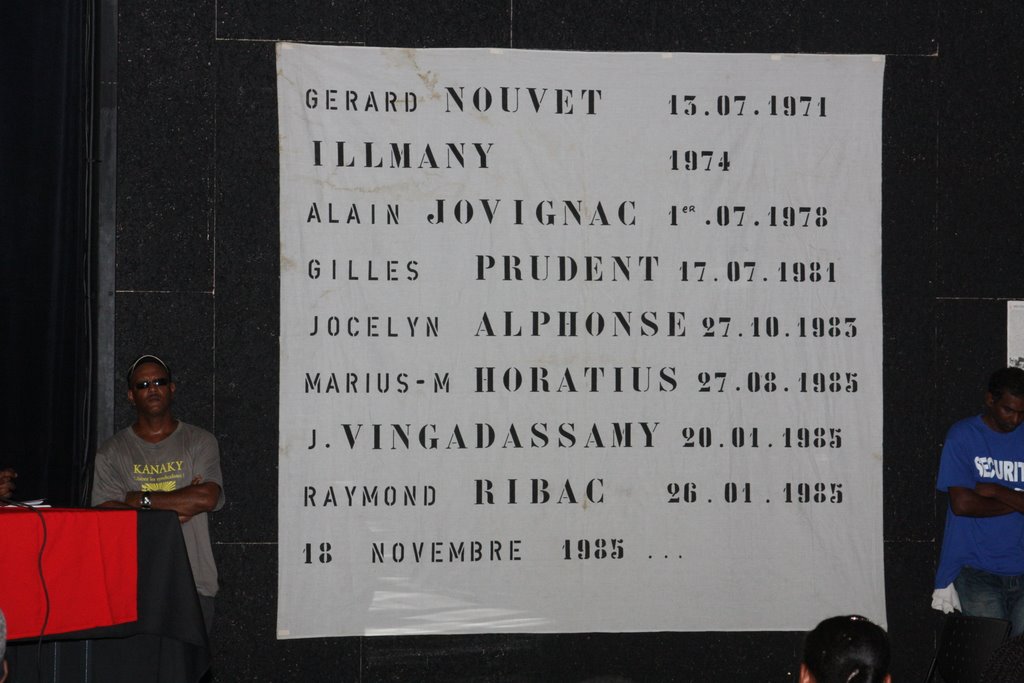 GERARD NOUVET 13.07.1971
ILLMANY 1974
ALAIN JOVIGNAC 1er.07.1978
GILLES PRUDENT 17.07.1981
JOCELYN ALPHONSE 27.10.1983
MARIUS-M HORATIUS 27.08.1985
J. VINGADASSAMY 20.01.1985
RAYMOND RIBAC 26.01.1985
18 NOVEMBRE 1985 ...
KANAKY
SECURIT